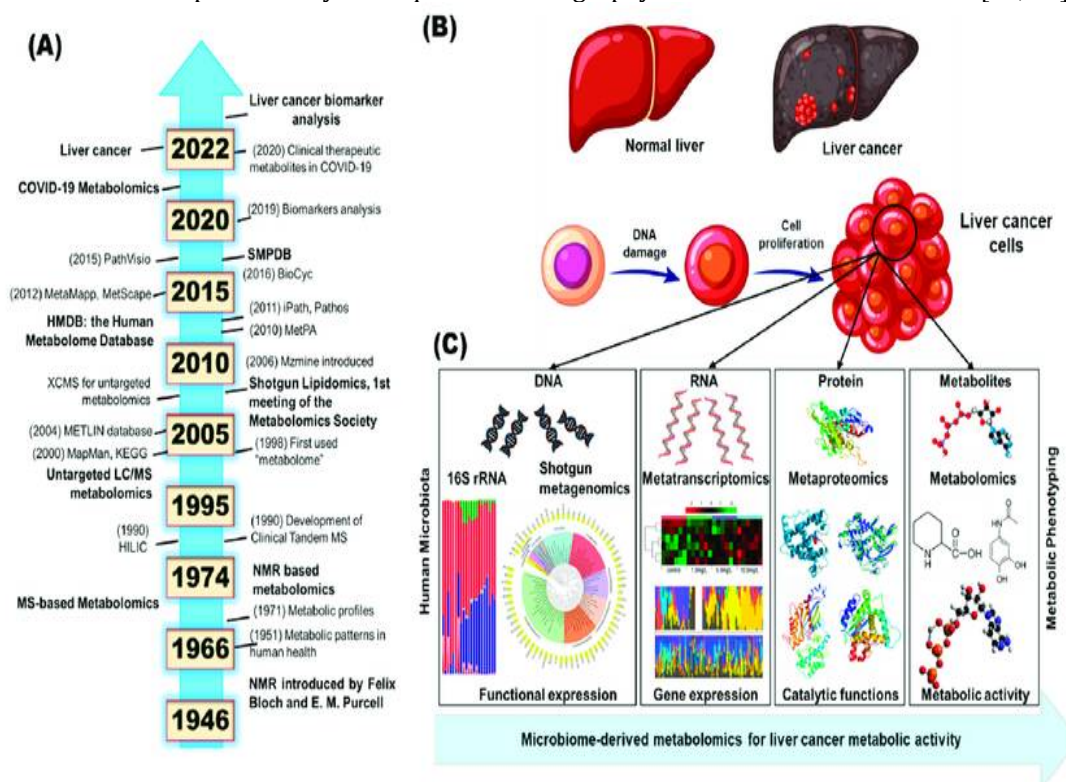 (A)
Liver cancer biomarker
analysis
Liver cancer
2022
(2020) Clinical therapeutic
metabolites in COVID-19
COVID-19 Metabolomics
2020
(2019) Biomarkers analysis
(2015) PathVisio
SMPDB
(2016) BioCyc
(2012) MetaMapp, MetScape
2015
(2011) iPath, Pathos
HMDB: the Human
Metabolome Database
(2010) MetPA
2010
(2006) Mzmine introduced
XCMS for untargeted
metabolomics
Shotgun Lipidomics, 1st
meeting of the
Metabolomics Society
(2004) METLIN database
2005
(2000) MapMan, KEGG
(1998) First used
"metabolome"
Untargeted LC/MS
metabolomics
1995
(1990)
HILIC
(1990) Development of
Clinical Tandem MS
1974
NMR based
metabolomics
MS-based Metabolomics
(1971) Metabolic profiles
1966
(1951) Metabolic patterns in
human health
NMR introduced by Felix
Bloch and E. M. Purcell
1946
(B)
Normal liver
Liver cancer
DNA
damage
Cell
proliferation
Liver cancer
cells
(C)
Human Microbiota
DNA
16S rRNA
Shotgun
metagenomics
Functional expression
RNA
Metatranscriptomics
Gene expression
Protein
Metaproteomics
Catalytic functions
Metabolites
Metabolomics
N
H
C
OH
O
O
HN
OH
OH
Metabolic activity
Metabolic Phenotyping
Microbiome-derived metabolomics for liver cancer metabolic activity